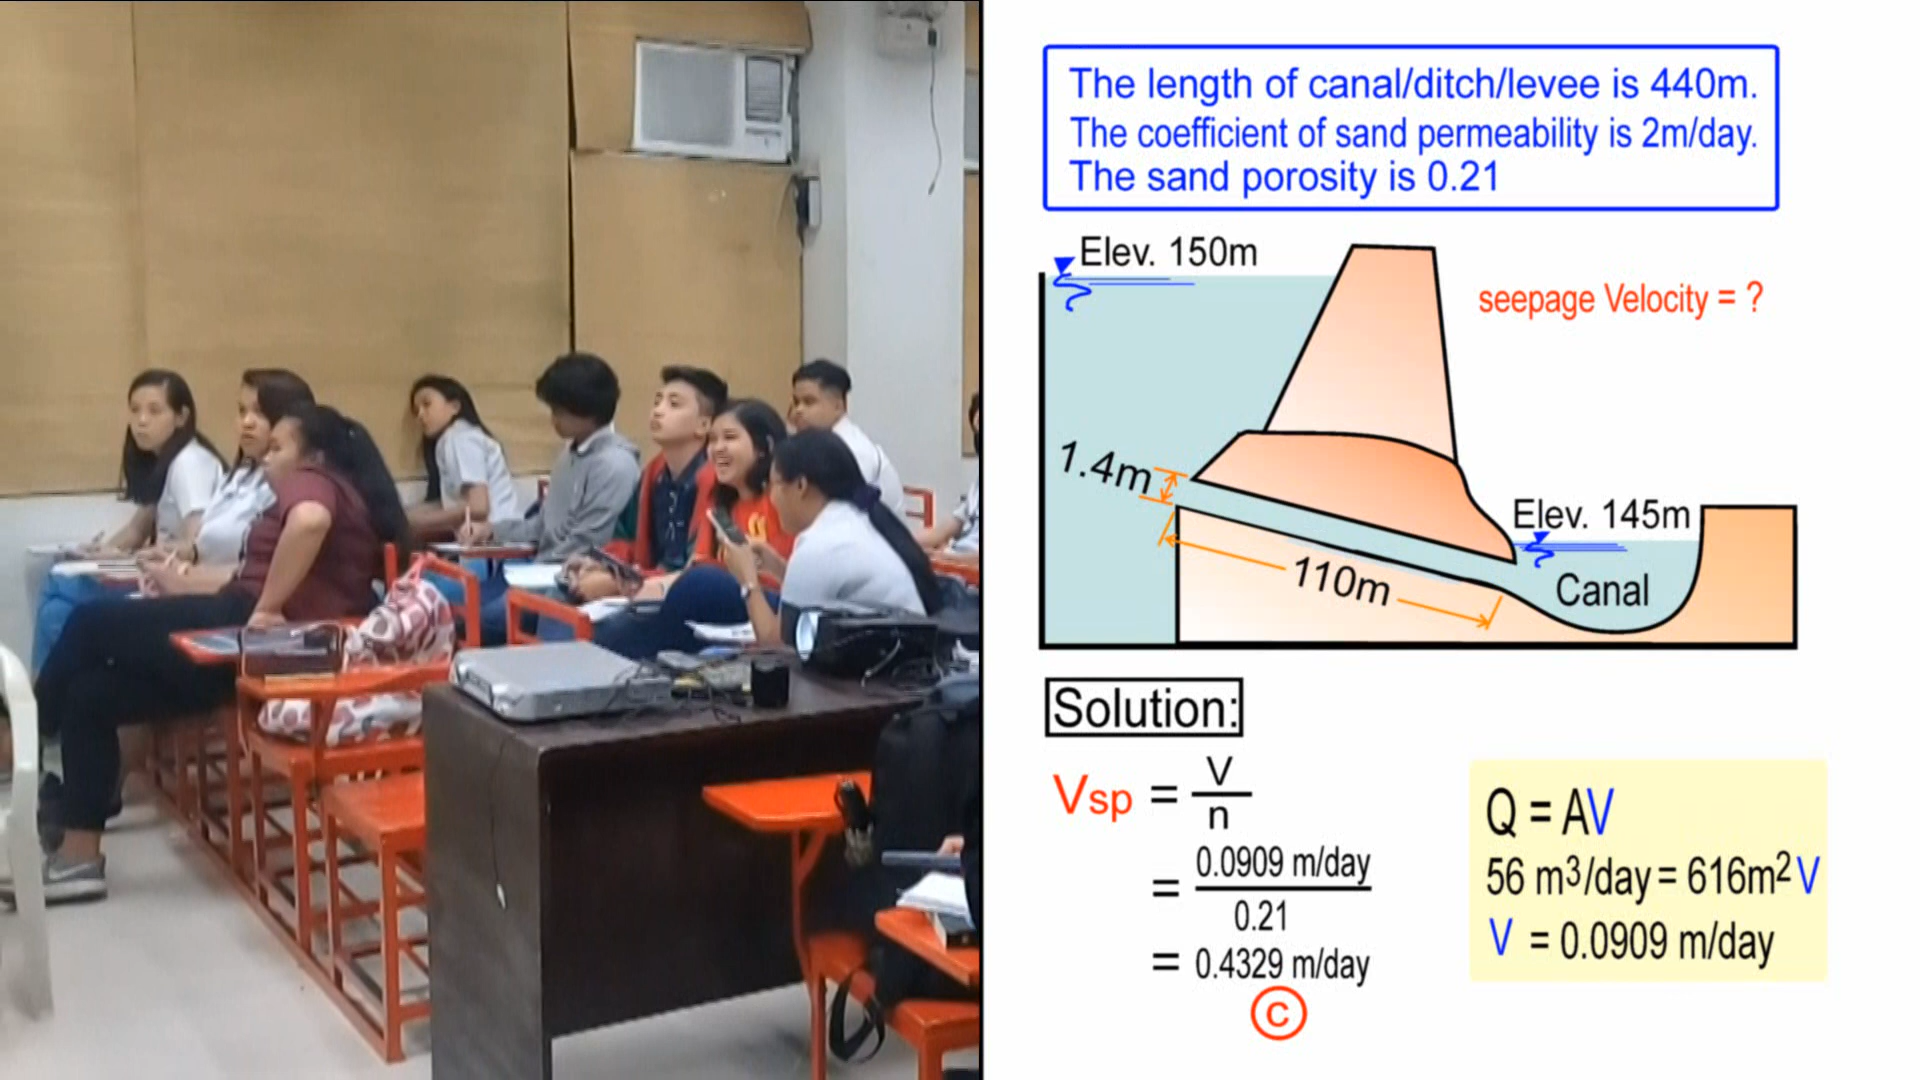 The length of canal/ditch/levee is 440m.
The coefficient of sand permeability is 2m/day.
The sand porosity is 0.21
Elev. 150m
seepage Velocity = ?
1.4m
Elev. 145m
110m
Canal
Solution:
Vsp = V/n
= 0.0909 m/day / 0.21
= 0.4329 m/day
C
Q = AV
56 m³/day = 616m² V
V = 0.0909 m/day